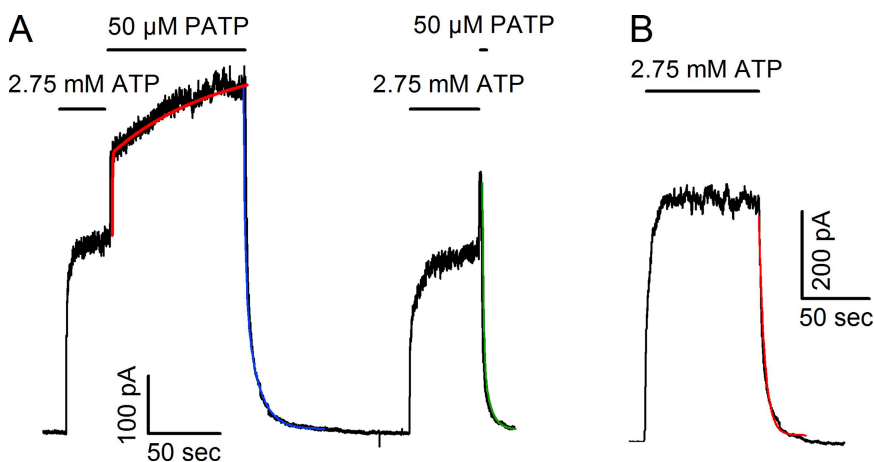 A
50 µM PATP
2.75 mM ATP
50 µM PATP
2.75 mM ATP
100 pA
50 sec
B
2.75 mM ATP
200 pA
50 sec